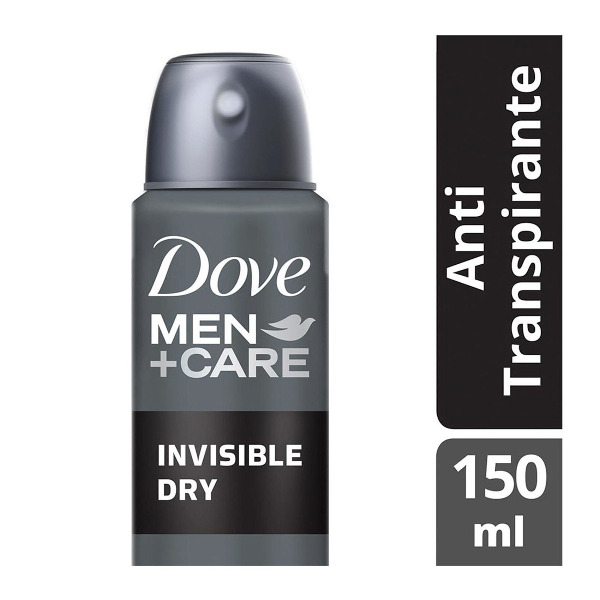 Dove
MEN
+CARE
INVISIBLE
DRY
Anti
Transpirante
150
ml